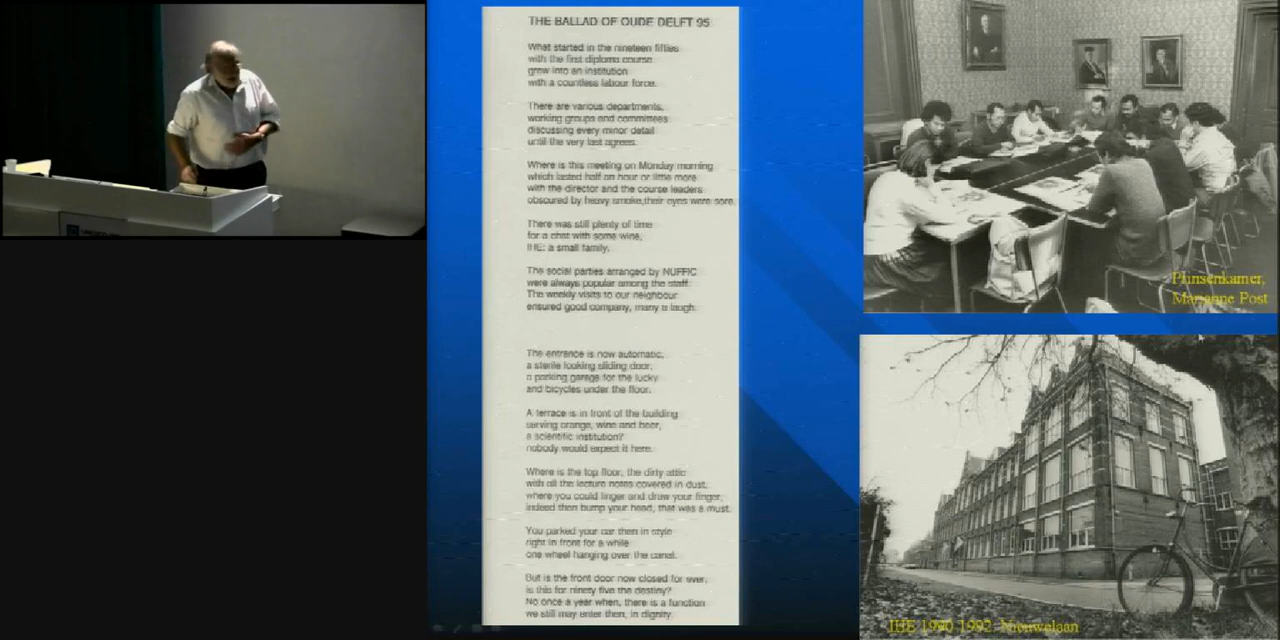 THE BALLAD OF OUDE DELFT 95
What started in the nineteen fifties
with the first diploma course
grew into an institution
with a countless labour force.
There are various departments,
working groups and committees
discussing every minor detail
until the very last agrees.
Where is this meeting on Monday morning
which lasted half an hour or little more
with the director and the course leaders
obscured by heavy smoke,their eyes were sore.
There was still plenty of time
for a chat with some wine,
IHE: a small family.
The social parties arranged by NUFFIC
were always popular among the staff.
The weekly visits to our neighbour
ensured good company, many a laugh.
The entrance is now automatic,
a sterile looking sliding door,
a parking garage for the lucky
and bicycles under the floor.
A terrace is in front of the building
serving orange, wine and beer,
a scientific institution?
nobody would expect it here.
Where is the top floor, the dirty attic
with all the lecture notes covered in dust,
where you could linger and draw your finger,
indeed then bump your head, that was a must.
You parked your car then in style
right in front for a while
one wheel hanging over the canal.
But is the front door now closed for ever,
is this for ninety five the destiny?
No once a year when, there is a function
we still may enter then, in dignity.
Prinsenkamer,
Marianne Post
IHE 1990 1992 Nieuwelaan